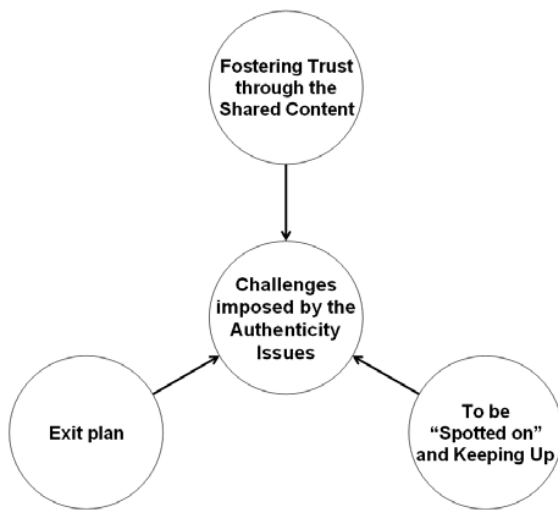 Fostering Trust
through the
Shared Content
Challenges
imposed by the
Authenticity
Issues
Exit plan
To be
“Spotted on”
and Keeping Up